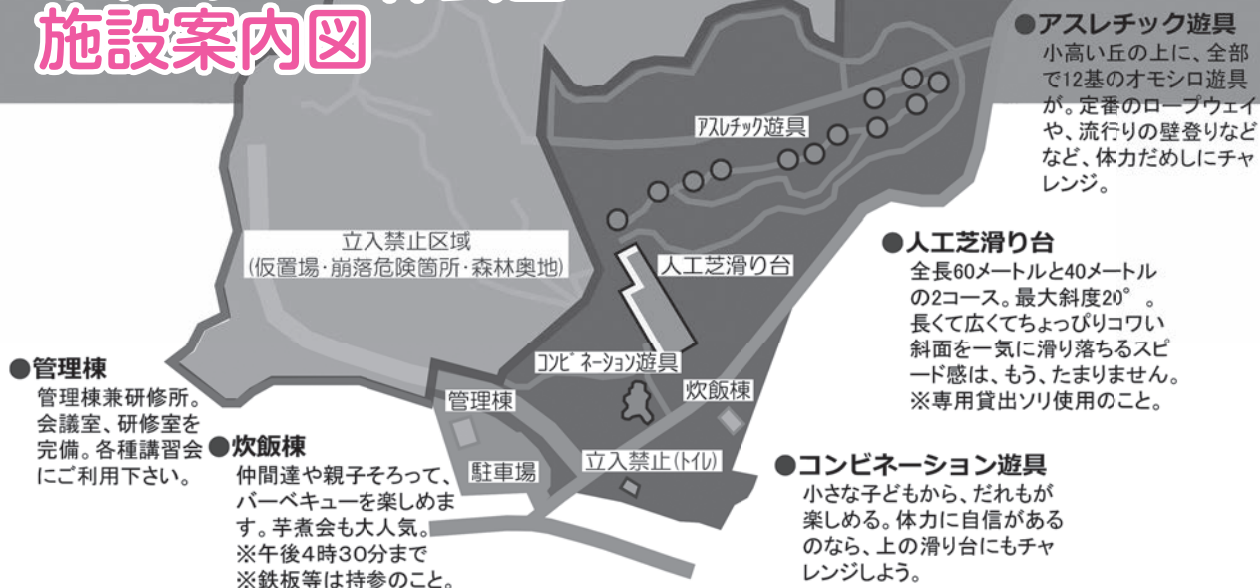 施設案内図
●アスレチック遊具
小高い丘の上に、全部
で12基のオモシロ遊具
が。定番のロープウェイ
や、流行りの壁登りなど
など、体力だめしにチャ
レンジ。
アスレチック遊具
立入禁止区域
(仮置場・崩落危険箇所・森林奥地)
人工芝滑り台
●人工芝滑り台
全長60メートルと40メートル
の2コース。最大斜度20°。
長くて広くてちょっぴりコワい
斜面を一気に滑り落ちるスピ
ード感は、もう、たまりません。
※専用貸出ソリ使用のこと。
コンビネーション遊具
管理棟
炊飯棟
駐車場
立入禁止(トイレ)
●管理棟
管理棟兼研修所。
会議室、研修室を
完備。各種講習会
にご利用下さい。
●炊飯棟
仲間達や親子そろって、
バーベキューを楽しめま
す。芋煮会も大人気。
※午後4時30分まで
※鉄板等は持参のこと。
●コンビネーション遊具
小さな子どもから、だれもが
楽しめる。体力に自信がある
のなら、上の滑り台にもチャ
レンジしよう。